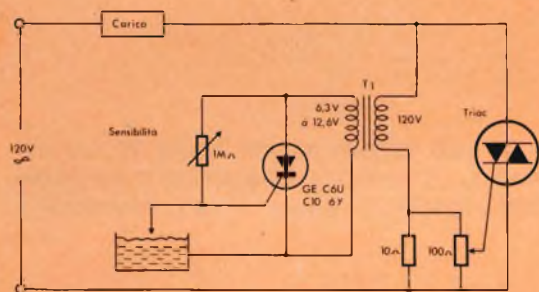 Carico
T1
6,3V
à 12,6V
120V
Triac
Sensibilità
1MΩ
120V
GE C6U
C10 6Y
10Ω
100Ω